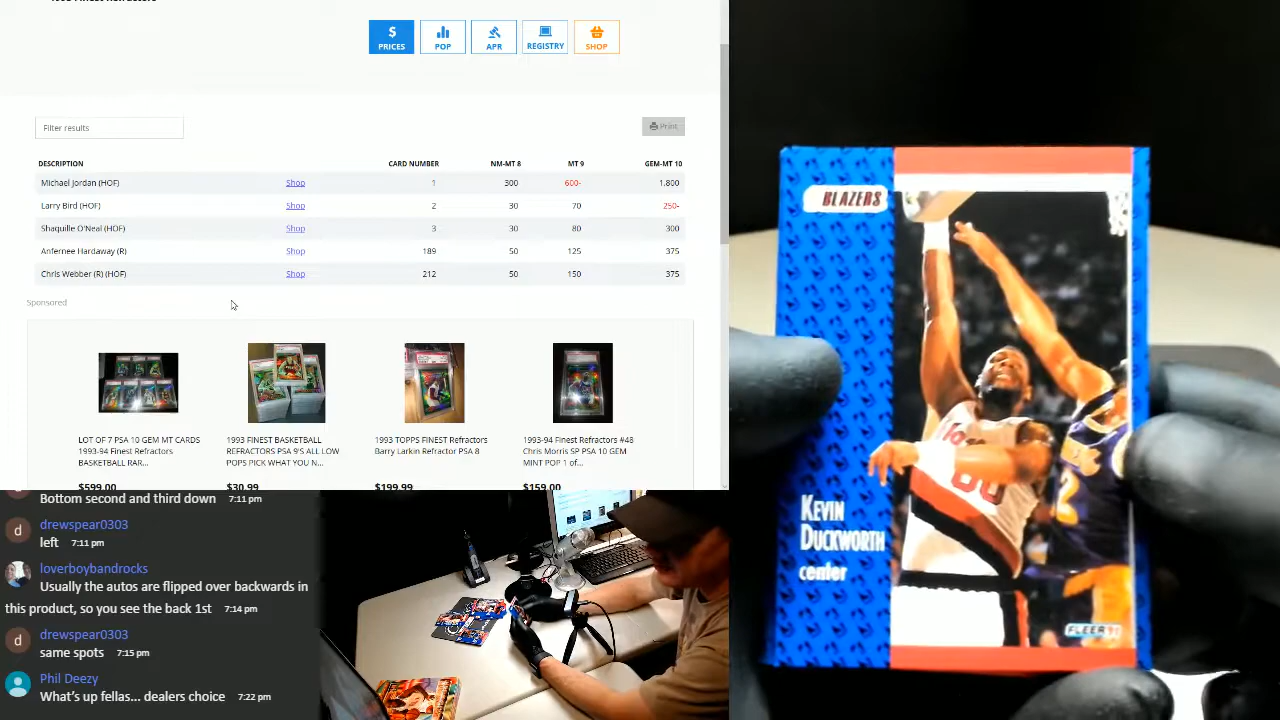 $
PRICES
POP
APR
REGISTRY
SHOP
Filter results
Print
DESCRIPTION CARD NUMBER NM-MT 8 MT 9 GEM-MT 10
Michael Jordan (HOF) Shop 1 300 600- 1,800
Larry Bird (HOF) Shop 2 30 70 250-
Shaquille O'Neal (HOF) Shop 3 30 80 300
Anfernee Hardaway (R) Shop 189 50 125 375
Chris Webber (R) (HOF) Shop 212 50 150 375
Sponsored
LOT OF 7 PSA 10 GEM MT CARDS
1993-94 Finest Refractors
BASKETBALL RAR...
$599.00
1993 FINEST BASKETBALL
REFRACTORS PSA 9'S ALL LOW
POPS PICK WHAT YOU N...
$30.99
1993 TOPPS FINEST Refractors
Barry Larkin Refractor PSA 8
$199.99
1993-94 Finest Refractors #48
Chris Morris SP PSA 10 GEM
MINT POP 1 of...
$159.00
Bottom second and third down 7:11 pm
d drewspear0303
left 7:11 pm
loverboybandrocks
Usually the autos are flipped over backwards in
this product, so you see the back 1st 7:14 pm
d drewspear0303
same spots 7:15 pm
Phil Deezy
What's up fellas... dealers choice 7:22 pm
BLAZERS
KEVIN
DUCKWORTH
center
FLEER '91